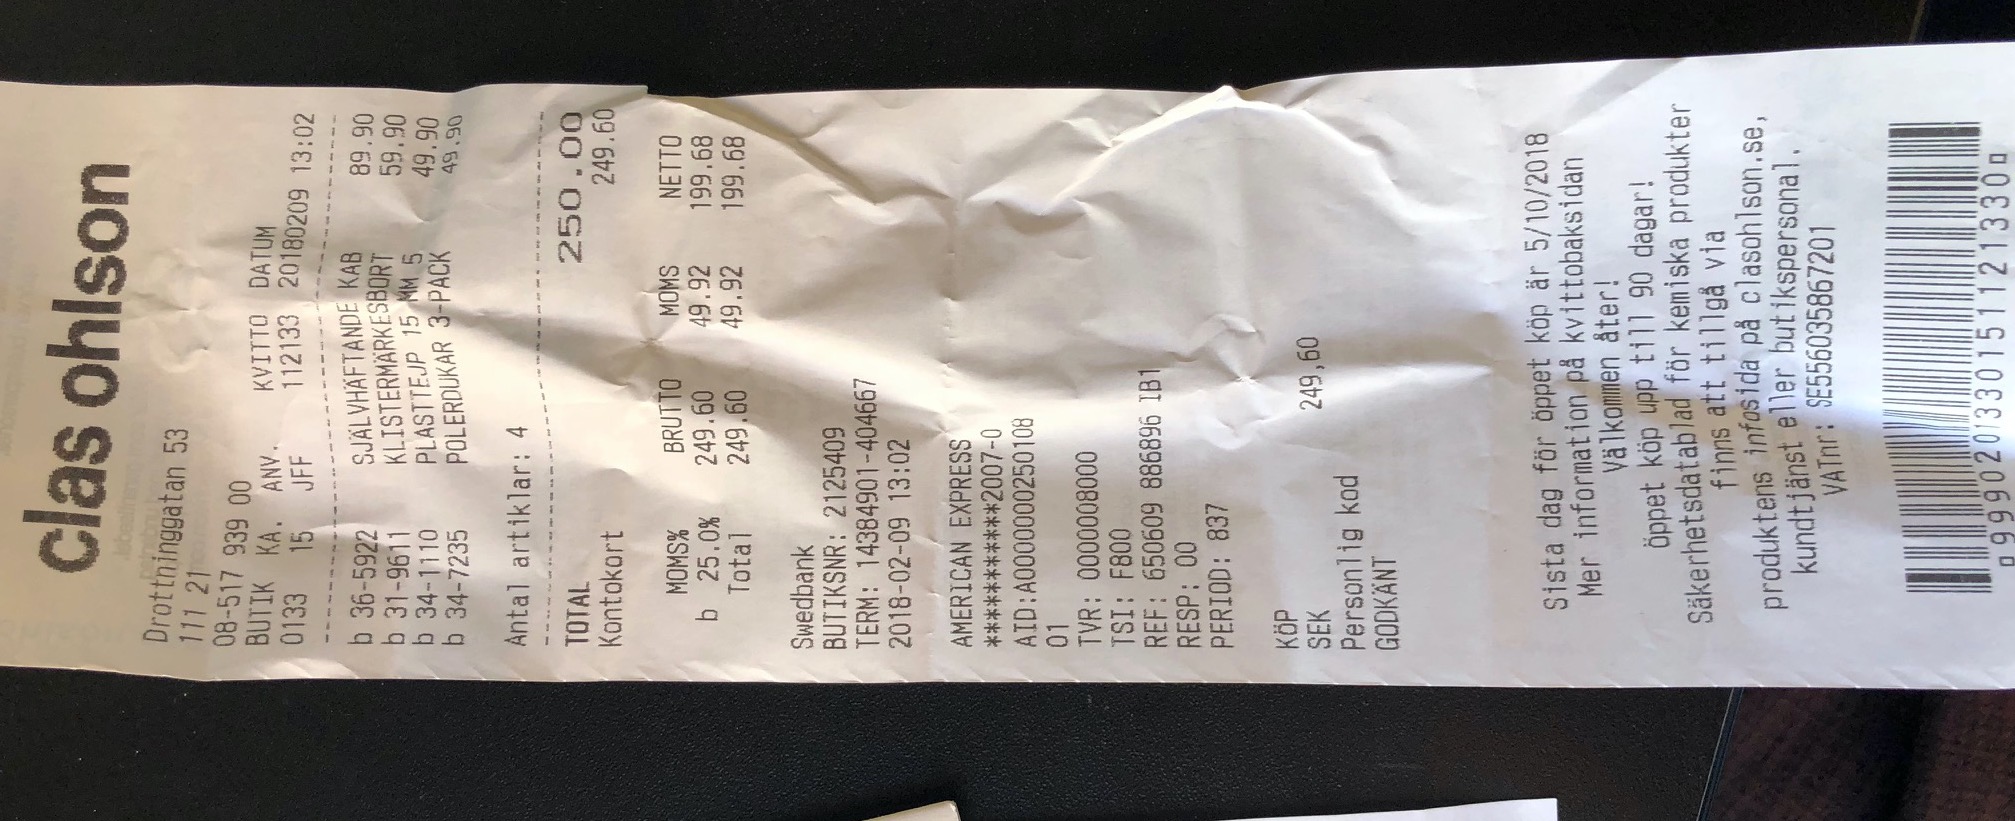 clas ohlson
Drottninggatan 53
111 21
08-517 939 00
BUTIK KA. ANV. KVITTO DATUM
0133 15 JFF 112133 20180209 13:02
b 36-5922 SJÄLVHÄFTANDE KAB 89.90
b 31-9611 KLISTERMÄRKESBORT 59.90
b 34-1110 PLASTTEJP 15 MM 5 49.90
b 34-7235 POLERDUKAR 3-PACK 49.90
Antal artiklar: 4
TOTAL 250.00
Kontokort 249.60
MOMS% BRUTTO MOMS NETTO
b 25.0% 249.60 49.92 199.68
Total 249.60 49.92 199.68
Swedbank
BUTIKSNR: 2125409
TERM: 14384901-404667
2018-02-09 13:02
AMERICAN EXPRESS
***********2007-0
AID:A0000000250108
01
TVR: 0000008000
TSI: F800
REF: 650609 886896 IB1
RESP: 00
PERIOD: 837
KÖP
SEK 249,60
Personlig kod
GODKÄNT
Sista dag för öppet köp är 5/10/2018
Mer information på kvittobaksidan
Välkommen åter!
öppet köp upp till 90 dagar!
Säkerhetsdatablad för kemiska produkter
finns att tillgå via
produktens infosida på clasohlson.se,
kundtjänst eller butikspersonal.
VATnr: SE556035867201
¤9990201330151121330¤